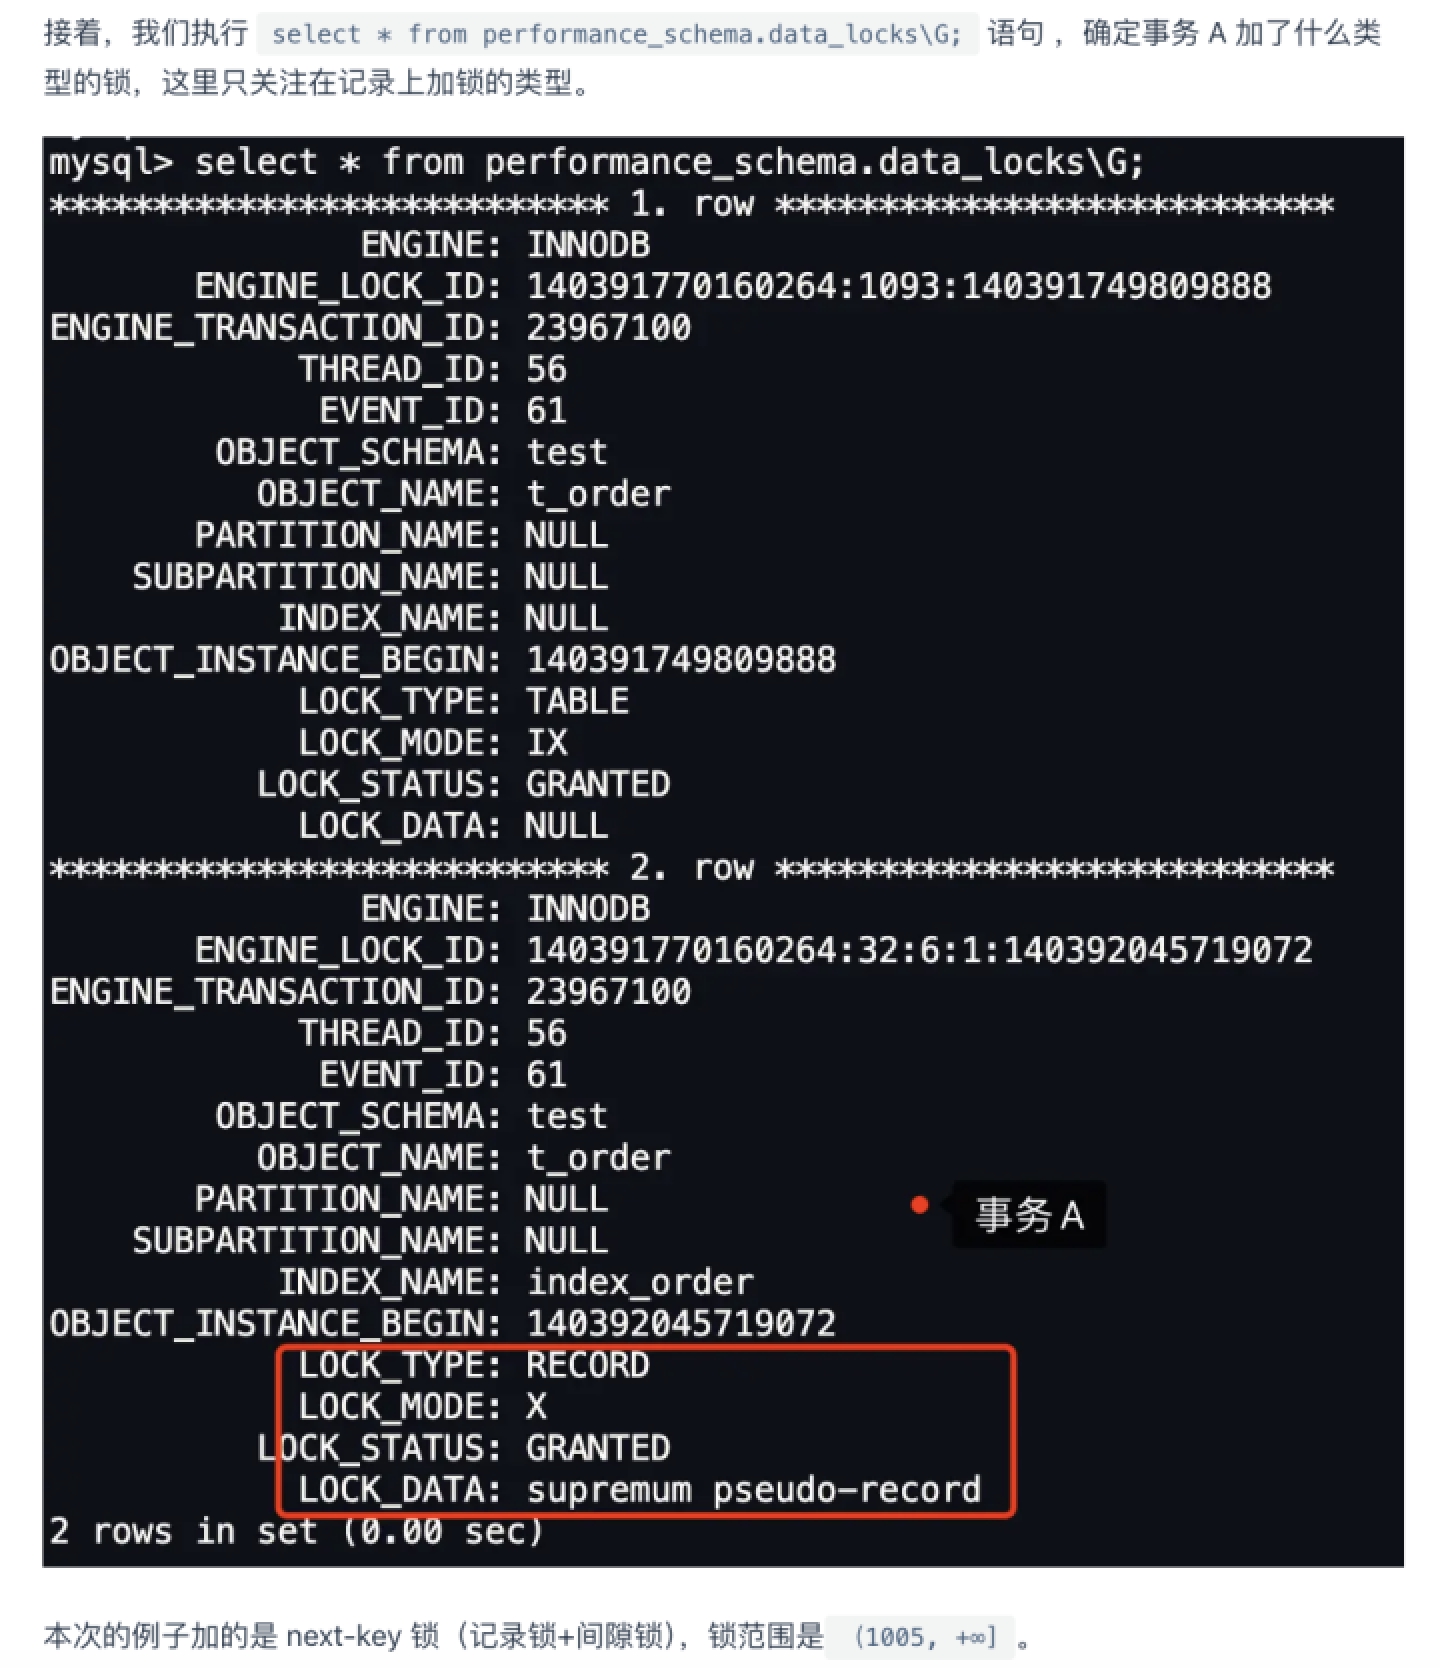 接着，我们执行 select * from performance_schema.data_locks\G; 语句 ，确定事务 A 加了什么类
型的锁，这里只关注在记录上加锁的类型。
mysql> select * from performance_schema.data_locks\G;
*************************** 1. row ***************************
ENGINE: INNODB
ENGINE_LOCK_ID: 140391770160264:1093:140391749809888
ENGINE_TRANSACTION_ID: 23967100
THREAD_ID: 56
EVENT_ID: 61
OBJECT_SCHEMA: test
OBJECT_NAME: t_order
PARTITION_NAME: NULL
SUBPARTITION_NAME: NULL
INDEX_NAME: NULL
OBJECT_INSTANCE_BEGIN: 140391749809888
LOCK_TYPE: TABLE
LOCK_MODE: IX
LOCK_STATUS: GRANTED
LOCK_DATA: NULL
*************************** 2. row ***************************
ENGINE: INNODB
ENGINE_LOCK_ID: 140391770160264:32:6:1:140392045719072
ENGINE_TRANSACTION_ID: 23967100
THREAD_ID: 56
EVENT_ID: 61
OBJECT_SCHEMA: test
OBJECT_NAME: t_order
PARTITION_NAME: NULL
事务 A
SUBPARTITION_NAME: NULL
INDEX_NAME: index_order
OBJECT_INSTANCE_BEGIN: 140392045719072
LOCK_TYPE: RECORD
LOCK_MODE: X
LOCK_STATUS: GRANTED
LOCK_DATA: supremum pseudo-record
2 rows in set (0.00 sec)
本次的例子加的是 next-key 锁（记录锁+间隙锁），锁范围是 （1005, +∞] 。